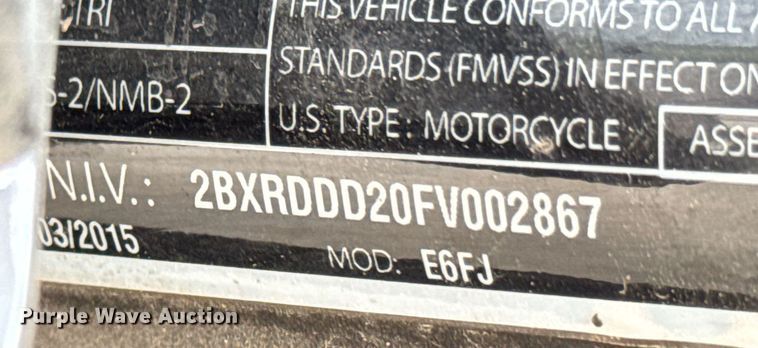 TRI
THIS VEHICLE CONFORMS TO ALL
STANDARDS (FMVSS) IN EFFECT ON
S-2/NMB-2
U.S. TYPE : MOTORCYCLE
ASSE
N.I.V.: 2BXRDDD20FV002867
03/2015
MOD: E6FJ
Purple Wave Auction